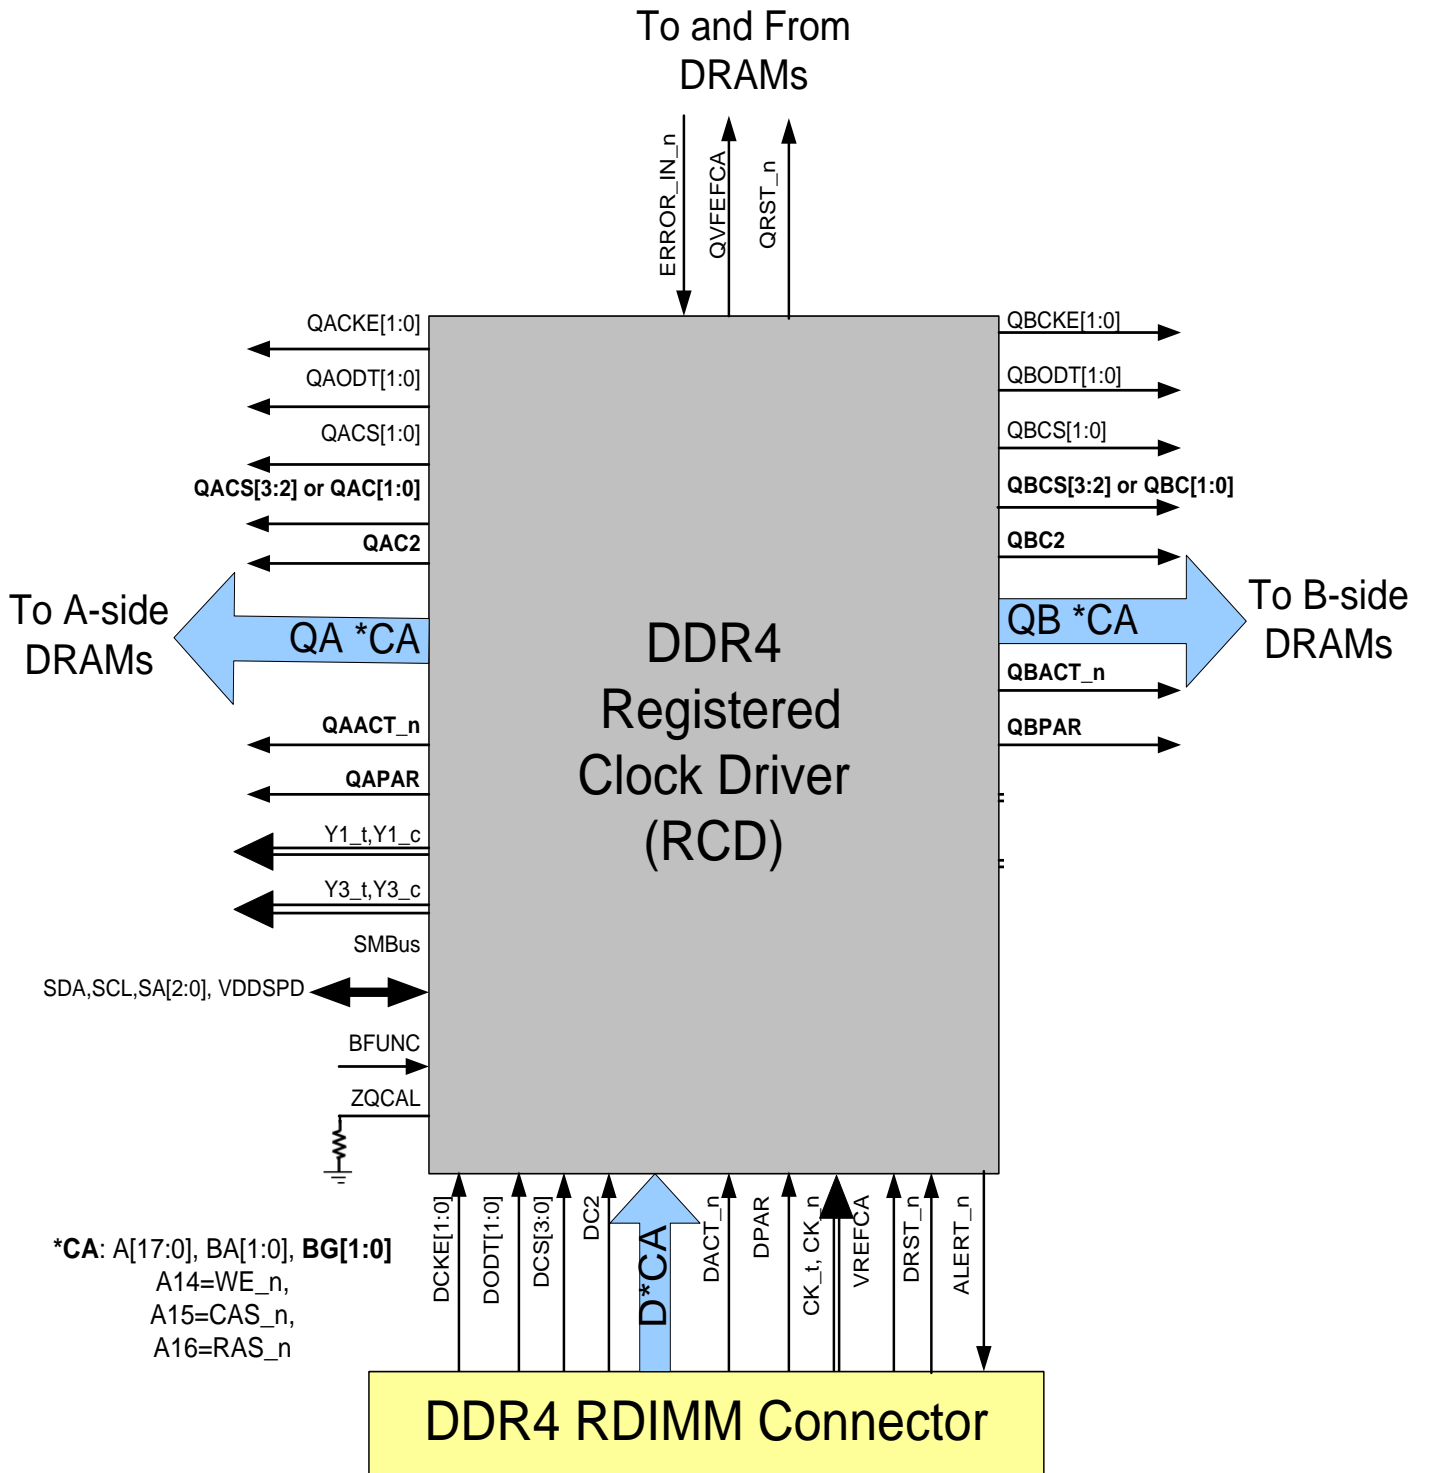 To and From
DRAMs
ERROR_IN_n
QVFEFCA
QRST_n
QACKE[1:0]
QAODT[1:0]
QACS[1:0]
QACS[3:2] or QAC[1:0]
QAC2
To A-side
DRAMs
QA *CA
QAACT_n
QAPAR
Y1_t,Y1_c
Y3_t,Y3_c
SMBus
SDA,SCL,SA[2:0], VDDSPD
BFUNC
ZQCAL
DDR4
Registered
Clock Driver
(RCD)
QBCKE[1:0]
QBODT[1:0]
QBCS[1:0]
QBCS[3:2] or QBC[1:0]
QBC2
QB *CA
To B-side
DRAMs
QBACT_n
QBPAR
*CA: A[17:0], BA[1:0], BG[1:0]
A14=WE_n,
A15=CAS_n,
A16=RAS_n
DCKE[1:0]
DODT[1:0]
DCS[3:0]
DC2
D*CA
DACT_n
DPAR
CK_t, CK_n
VREFCA
DRST_n
ALERT_n
DDR4 RDIMM Connector